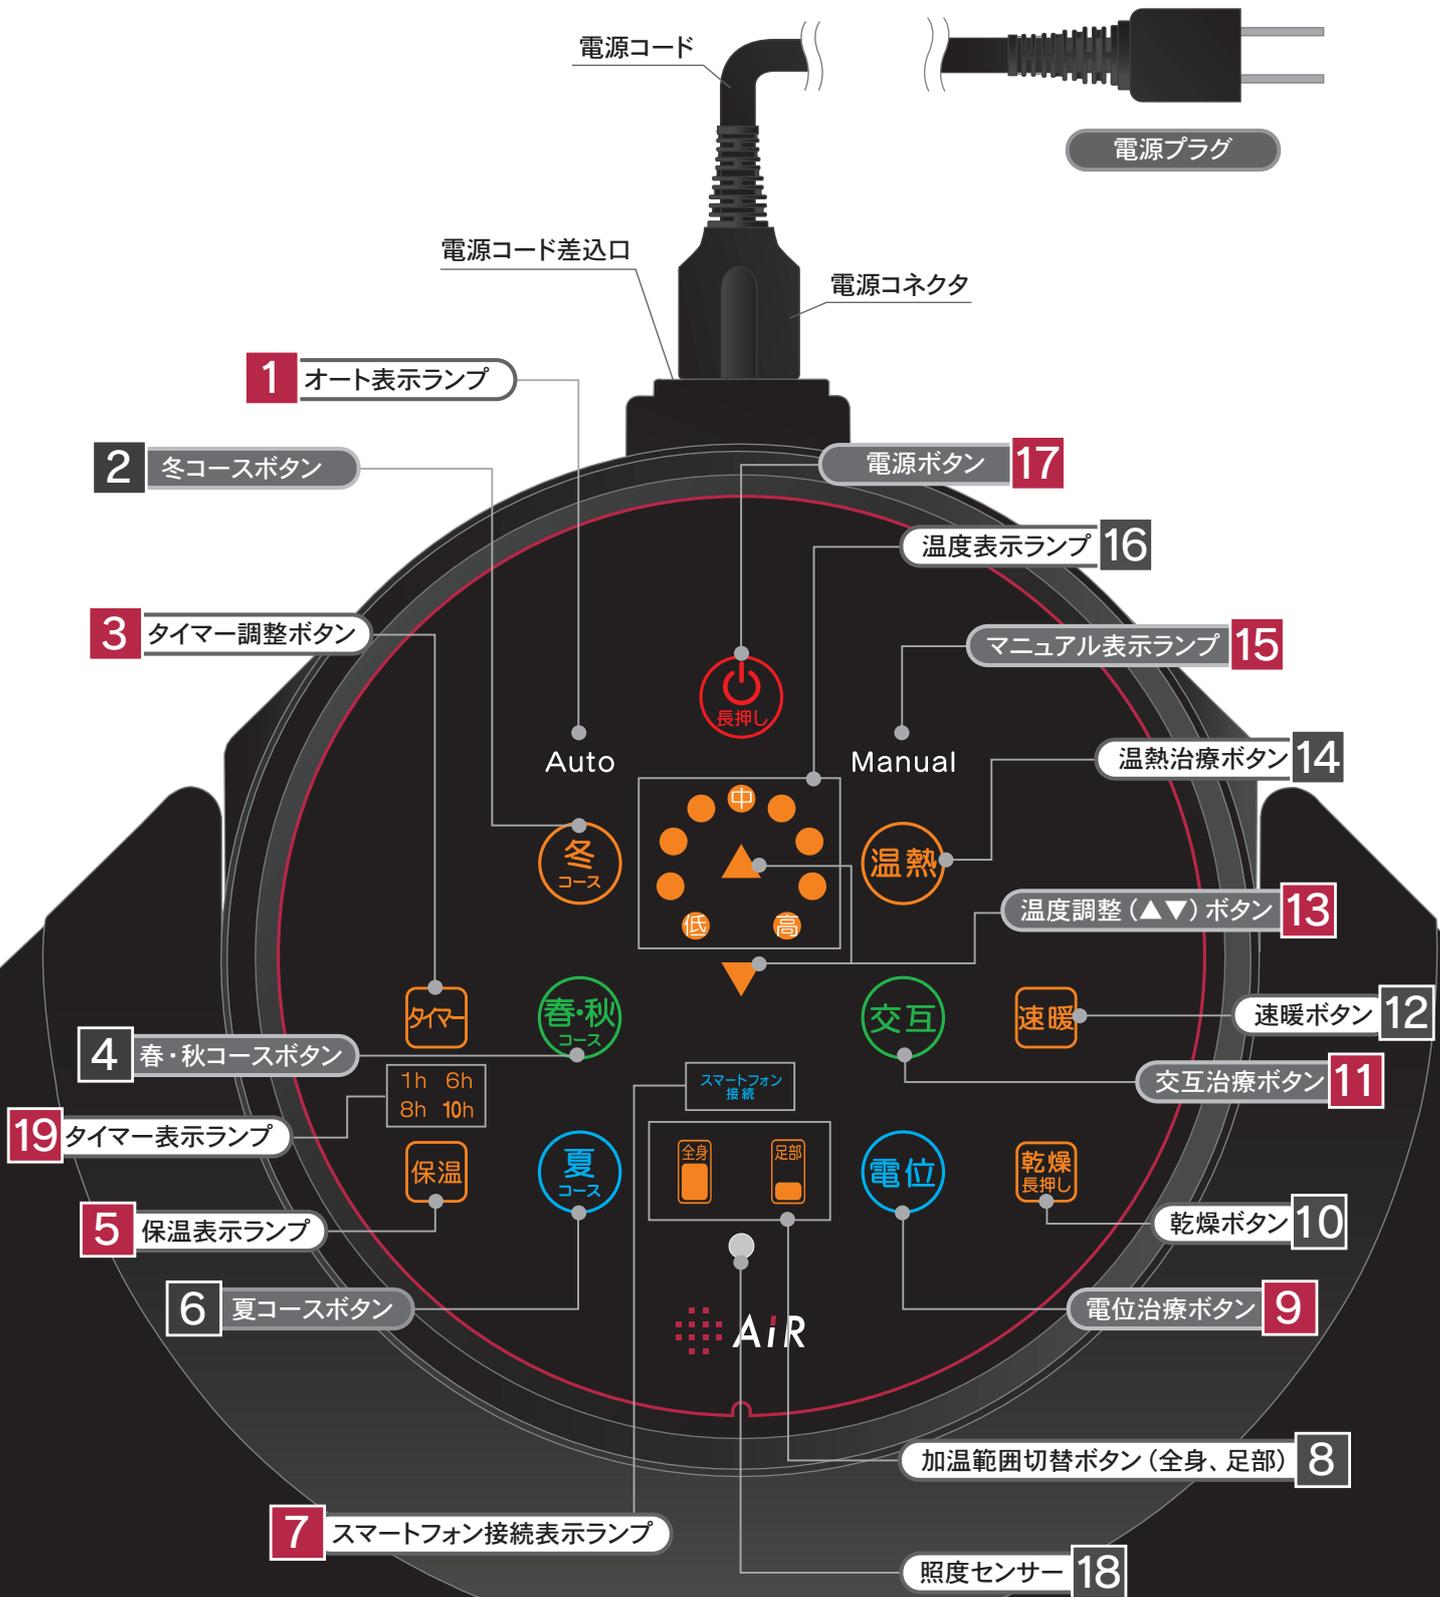 電源コード
電源プラグ
電源コード差込口
電源コネクタ
1 オート表示ランプ
2 冬コースボタン
電源ボタン 17
温度表示ランプ 16
3 タイマー調整ボタン
マニュアル表示ランプ 15
長押し
Auto
Manual
温熱治療ボタン 14
中
冬
コース
温熱
低
高
温度調整(▲▼)ボタン 13
タイマー
春・秋
コース
交互
速暖
速暖ボタン 12
4 春・秋コースボタン
1h 6h
8h 10h
スマートフォン
接続
交互治療ボタン 11
19 タイマー表示ランプ
保温
夏
コース
全身
足部
電位
乾燥
長押し
5 保温表示ランプ
乾燥ボタン 10
6 夏コースボタン
電位治療ボタン 9
AiR
加温範囲切替ボタン(全身、足部) 8
7 スマートフォン接続表示ランプ
照度センサー 18